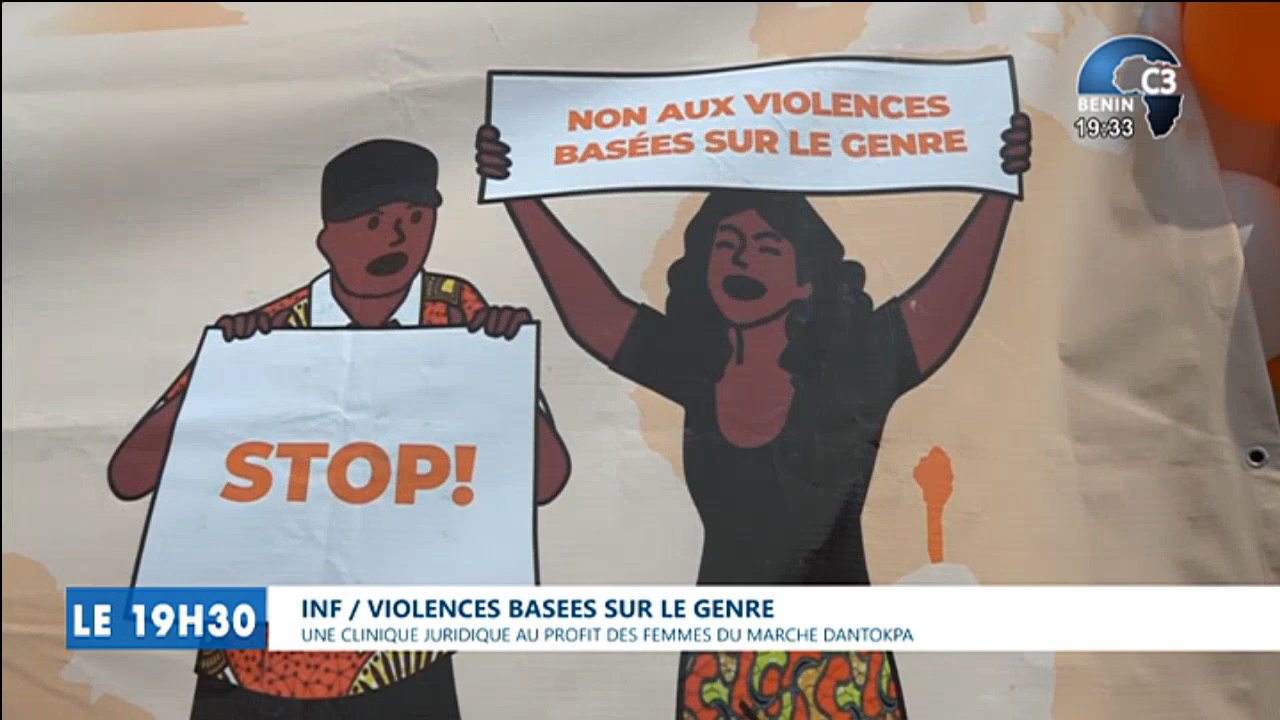 NON AUX VIOLENCES
BASÉES SUR LE GENRE
C3
BENIN
19:33
STOP!
LE 19H30
INF / VIOLENCES BASEES SUR LE GENRE
UNE CLINIQUE JURIDIQUE AU PROFIT DES FEMMES DU MARCHE DANTOKPA